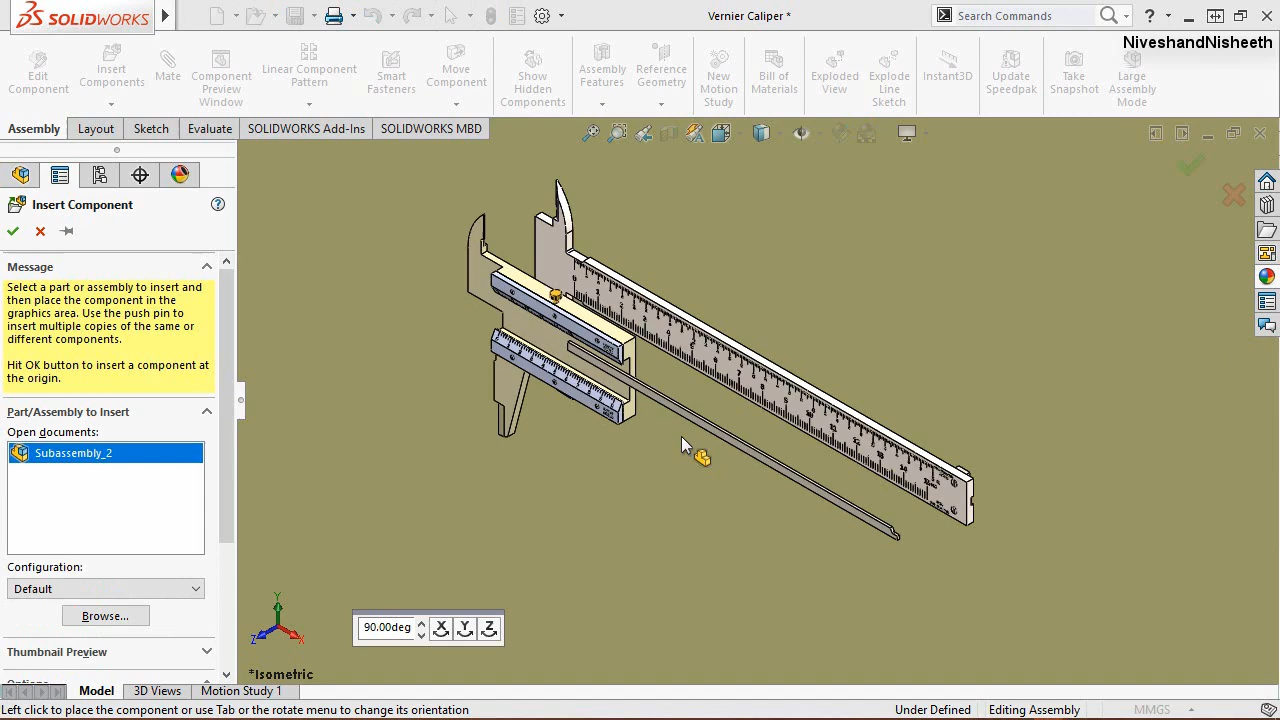 SOLIDWORKS
Vernier Caliper *
Search Commands
NiveshandNisheeth
Edit
Component
Insert
Components
Mate
Component
Preview
Window
Linear Component
Pattern
Smart
Fasteners
Move
Component
Show
Hidden
Components
Assembly
Features
Reference
Geometry
New
Motion
Study
Bill of
Materials
Exploded
View
Explode
Line
Sketch
Instant3D
Update
Speedpak
Take
Snapshot
Large
Assembly
Mode
Assembly
Layout
Sketch
Evaluate
SOLIDWORKS Add-Ins
SOLIDWORKS MBD
Insert Component
Message
Select a part or assembly to insert and
then place the component in the
graphics area. Use the push pin to
insert multiple copies of the same or
different components.
Hit OK button to insert a component at
the origin.
Part/Assembly to Insert
Open documents:
Subassembly_2
Configuration:
Default
Browse...
Thumbnail Preview
90.00deg
X
Y
Z
Y
Z
X
*Isometric
Model
3D Views
Motion Study 1
Left click to place the component or use Tab or the rotate menu to change its orientation
Under Defined
Editing Assembly
MMGS